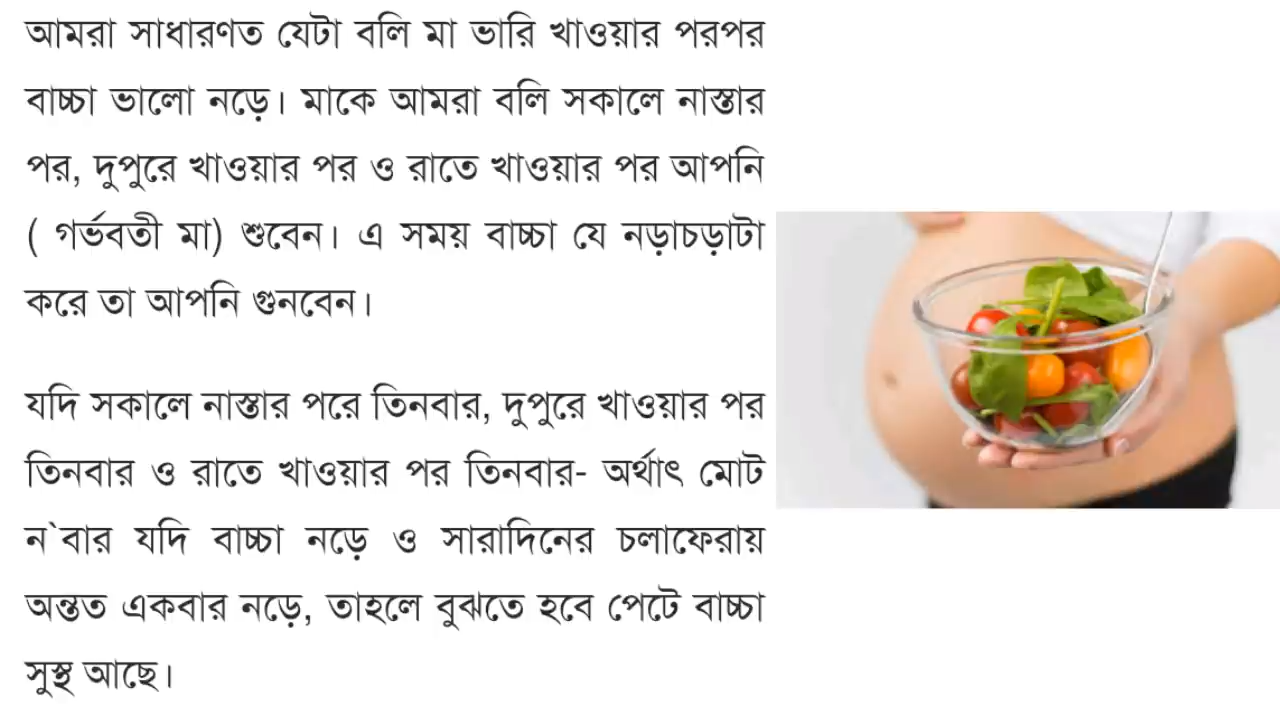 আমরা সাধারণত যেটা বলি মা ভারি খাওয়ার পরপর
বাচ্চা ভালো নড়ে। মাকে আমরা বলি সকালে নাস্তার
পর, দুপুরে খাওয়ার পর ও রাতে খাওয়ার পর আপনি
( গর্ভবতী মা) শুবেন। এ সময় বাচ্চা যে নড়াচড়াটা
করে তা আপনি গুনবেন।
যদি সকালে নাস্তার পরে তিনবার, দুপুরে খাওয়ার পর
তিনবার ও রাতে খাওয়ার পর তিনবার- অর্থাৎ মোট
ন`বার যদি বাচ্চা নড়ে ও সারাদিনের চলাফেরায়
অন্তত একবার নড়ে, তাহলে বুঝতে হবে পেটে বাচ্চা
সুস্থ আছে।